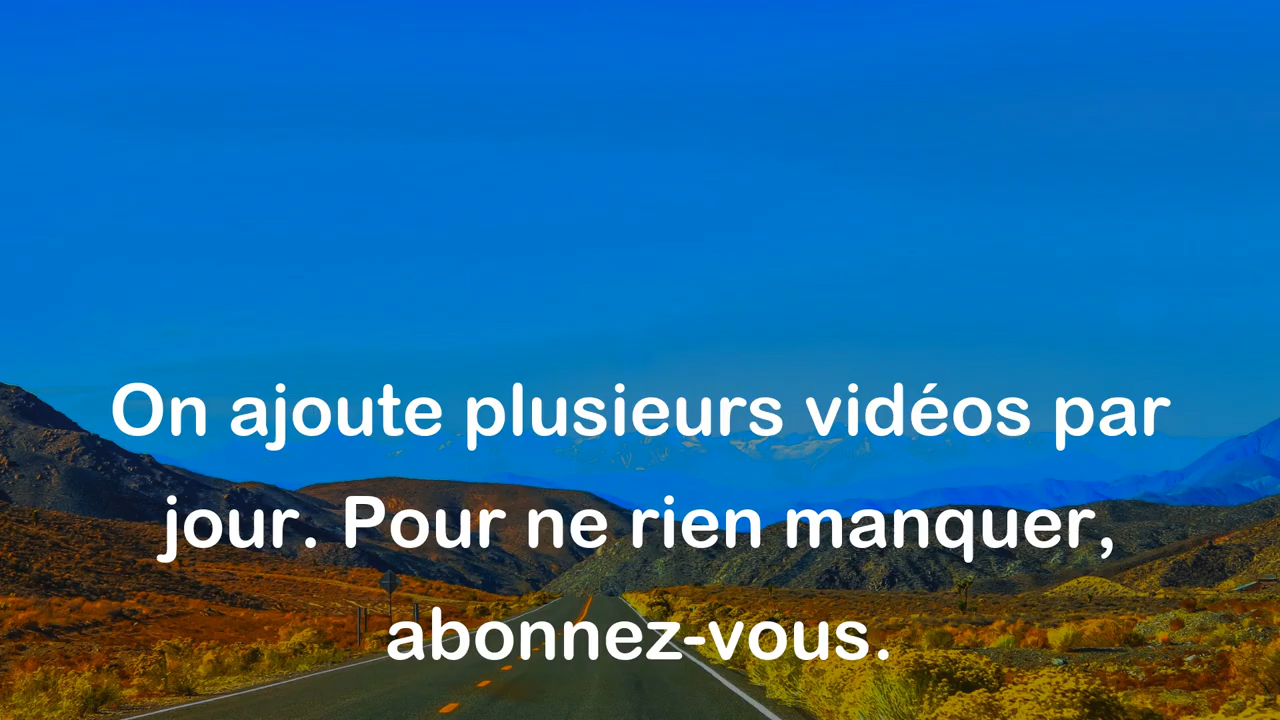 On ajoute plusieurs vidéos par
jour. Pour ne rien manquer,
abonnez-vous.